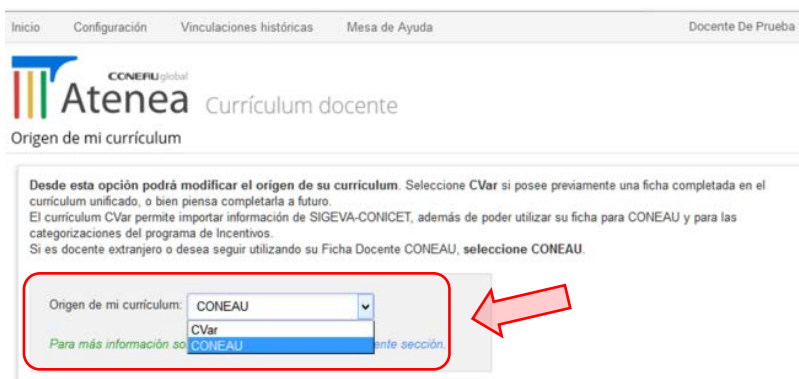 Inicio Configuración Vinculaciones históricas Mesa de Ayuda Docente De Prueba
CONEAUglobal
Atenea Currículum docente
Origen de mi currículum
Desde esta opción podrá modificar el origen de su currículum. Seleccione CVar si posee previamente una ficha completada en el
currículum unificado, o bien piensa completarla a futuro.
El currículum CVar permite importar información de SIGEVA-CONICET, además de poder utilizar su ficha para CONEAU y para las
categorizaciones del programa de Incentivos.
Si es docente extranjero o desea seguir utilizando su Ficha Docente CONEAU, seleccione CONEAU.
Origen de mi currículum: CONEAU
CVar
Para más información CONEAU sección.